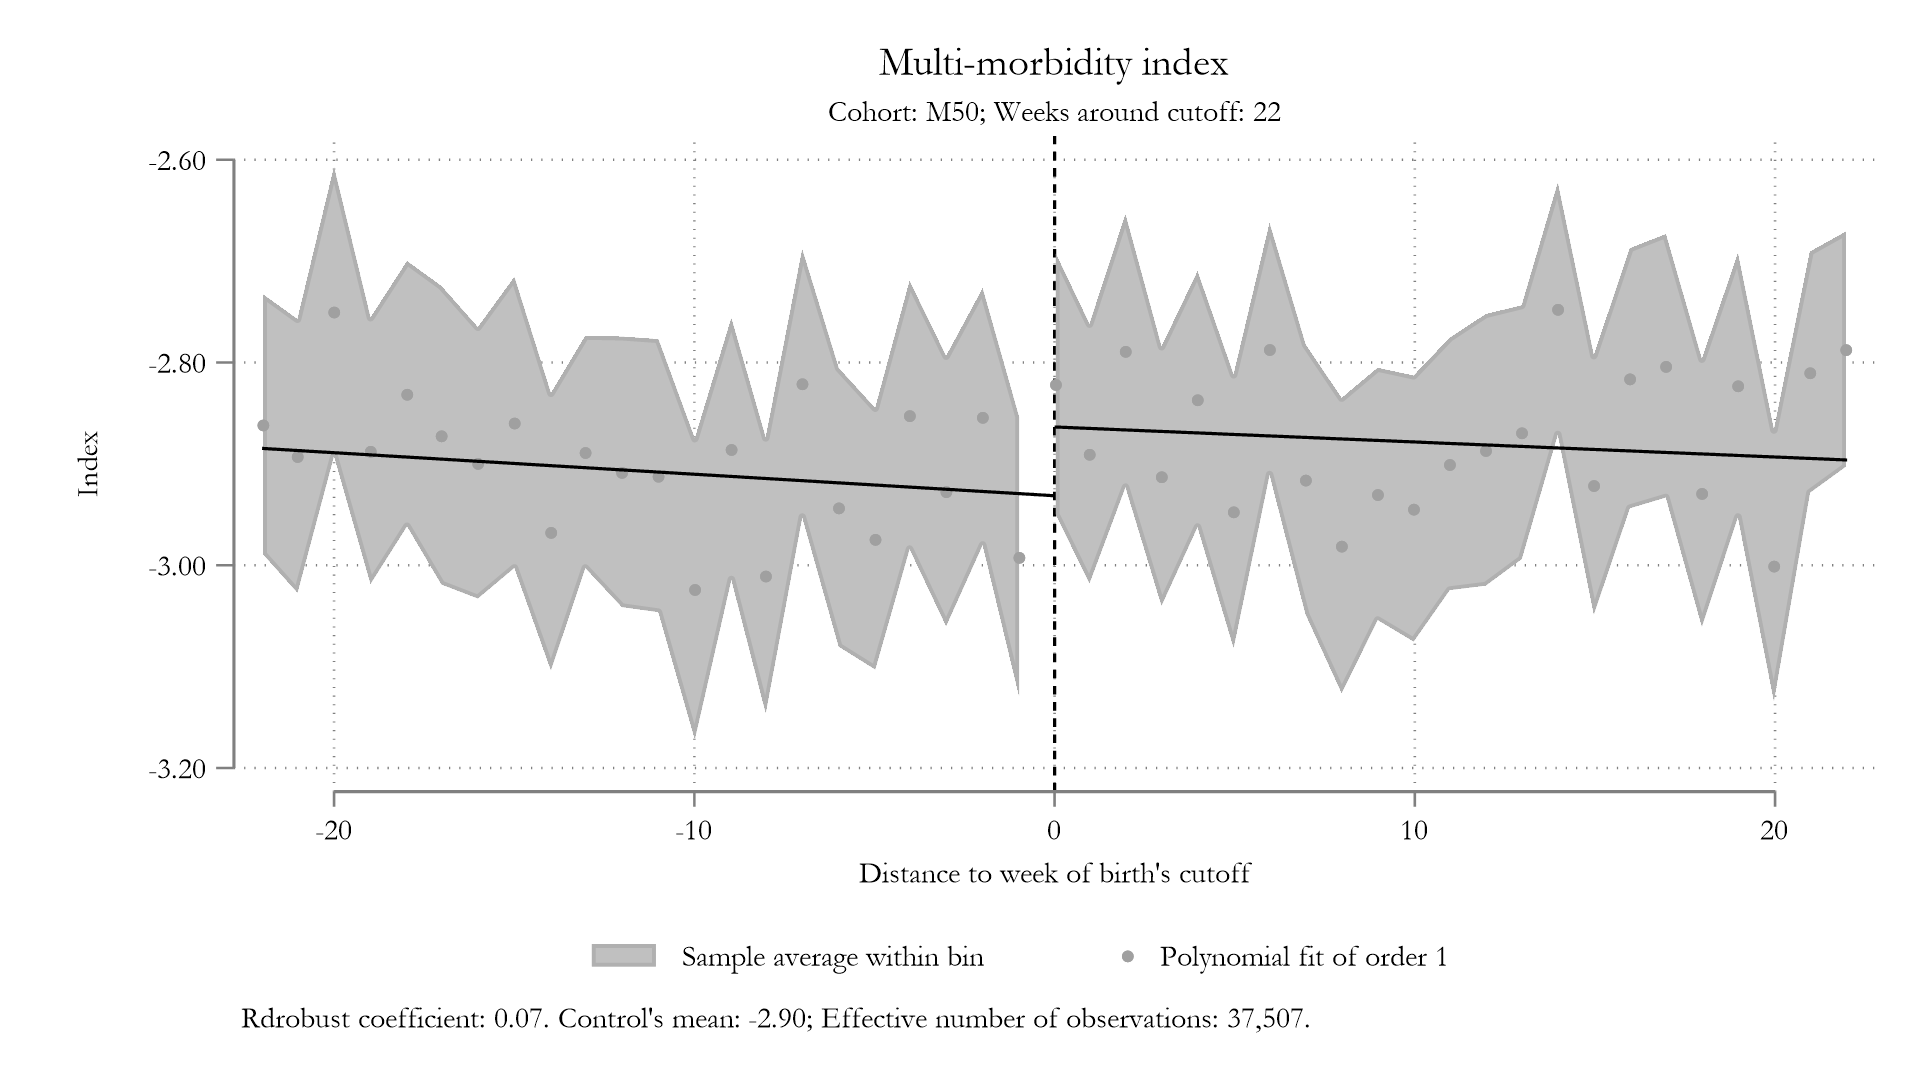 Multi-morbidity index
Cohort: M50; Weeks around cutoff: 22
-2.60
-2.80
-3.00
-3.20
Index
-20
-10
0
10
20
Distance to week of birth's cutoff
Sample average within bin
Polynomial fit of order 1
Rdrobust coefficient: 0.07. Control's mean: -2.90; Effective number of observations: 37,507.